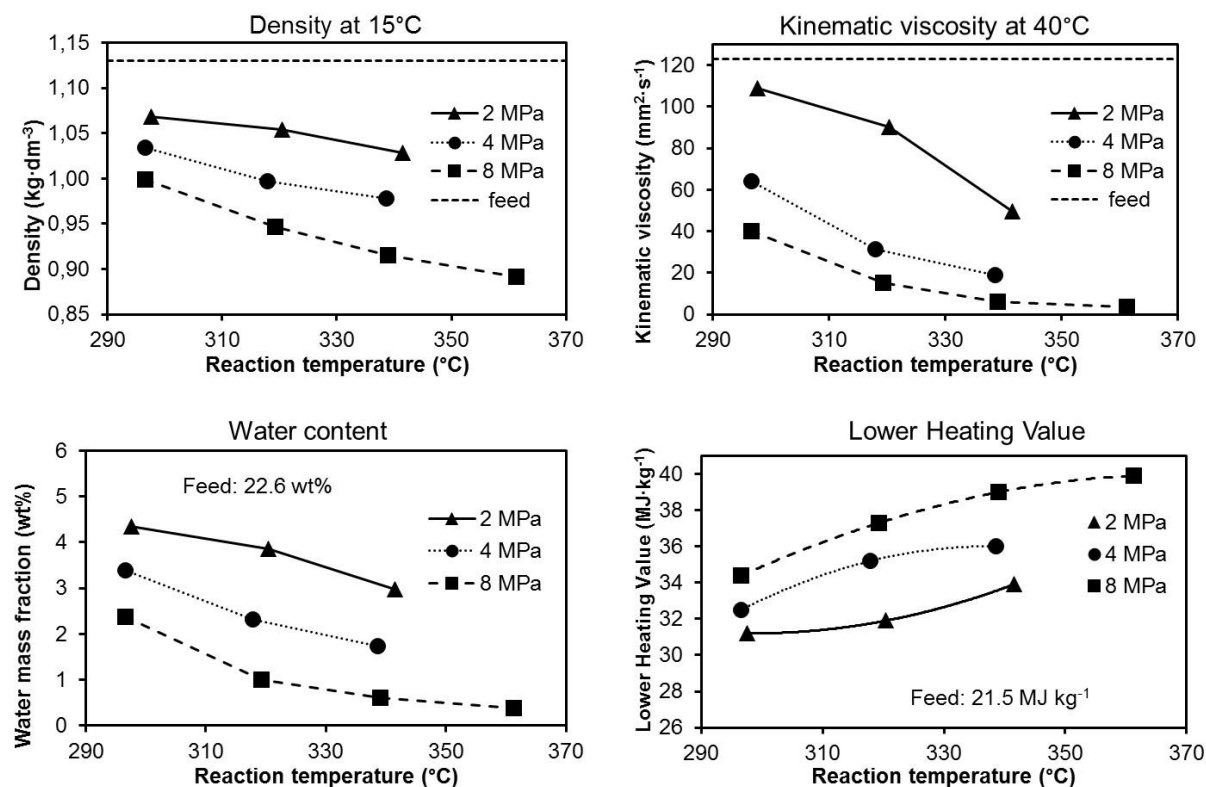 Density at 15°C
1,15
1,10
1,05
1,00
0,95
0,90
0,85
Density (kg·dm⁻³)
2 MPa
4 MPa
8 MPa
feed
290 310 330 350 370
Reaction temperature (°C)
Kinematic viscosity at 40°C
120
100
80
60
40
20
0
Kinematic viscosity (mm²·s⁻¹)
2 MPa
4 MPa
8 MPa
feed
290 310 330 350 370
Reaction temperature (°C)
Water content
6
5
4
3
2
1
0
Water mass fraction (wt%)
Feed: 22.6 wt%
2 MPa
4 MPa
8 MPa
290 310 330 350 370
Reaction temperature (°C)
Lower Heating Value
40
38
36
34
32
30
28
26
Lower Heating Value (MJ·kg⁻¹)
2 MPa
4 MPa
8 MPa
Feed: 21.5 MJ kg⁻¹
290 310 330 350 370
Reaction temperature (°C)